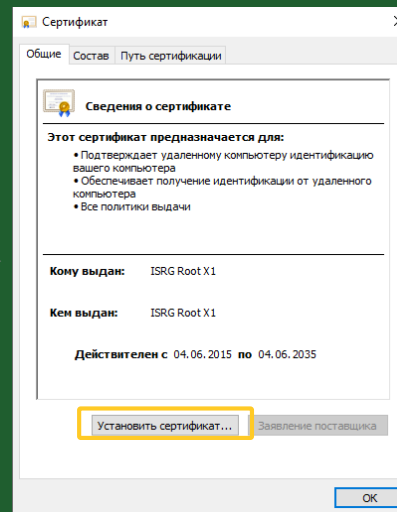 Сертификат
Общие Состав Путь сертификации
Сведения о сертификате
Этот сертификат предназначается для:
• Подтверждает удаленному компьютеру идентификацию
вашего компьютера
• Обеспечивает получение идентификации от удаленного
компьютера
• Все политики выдачи
Кому выдан: ISRG Root X1
Кем выдан: ISRG Root X1
Действителен с 04.06.2015 по 04.06.2035
Установить сертификат... Заявление поставщика
ОК